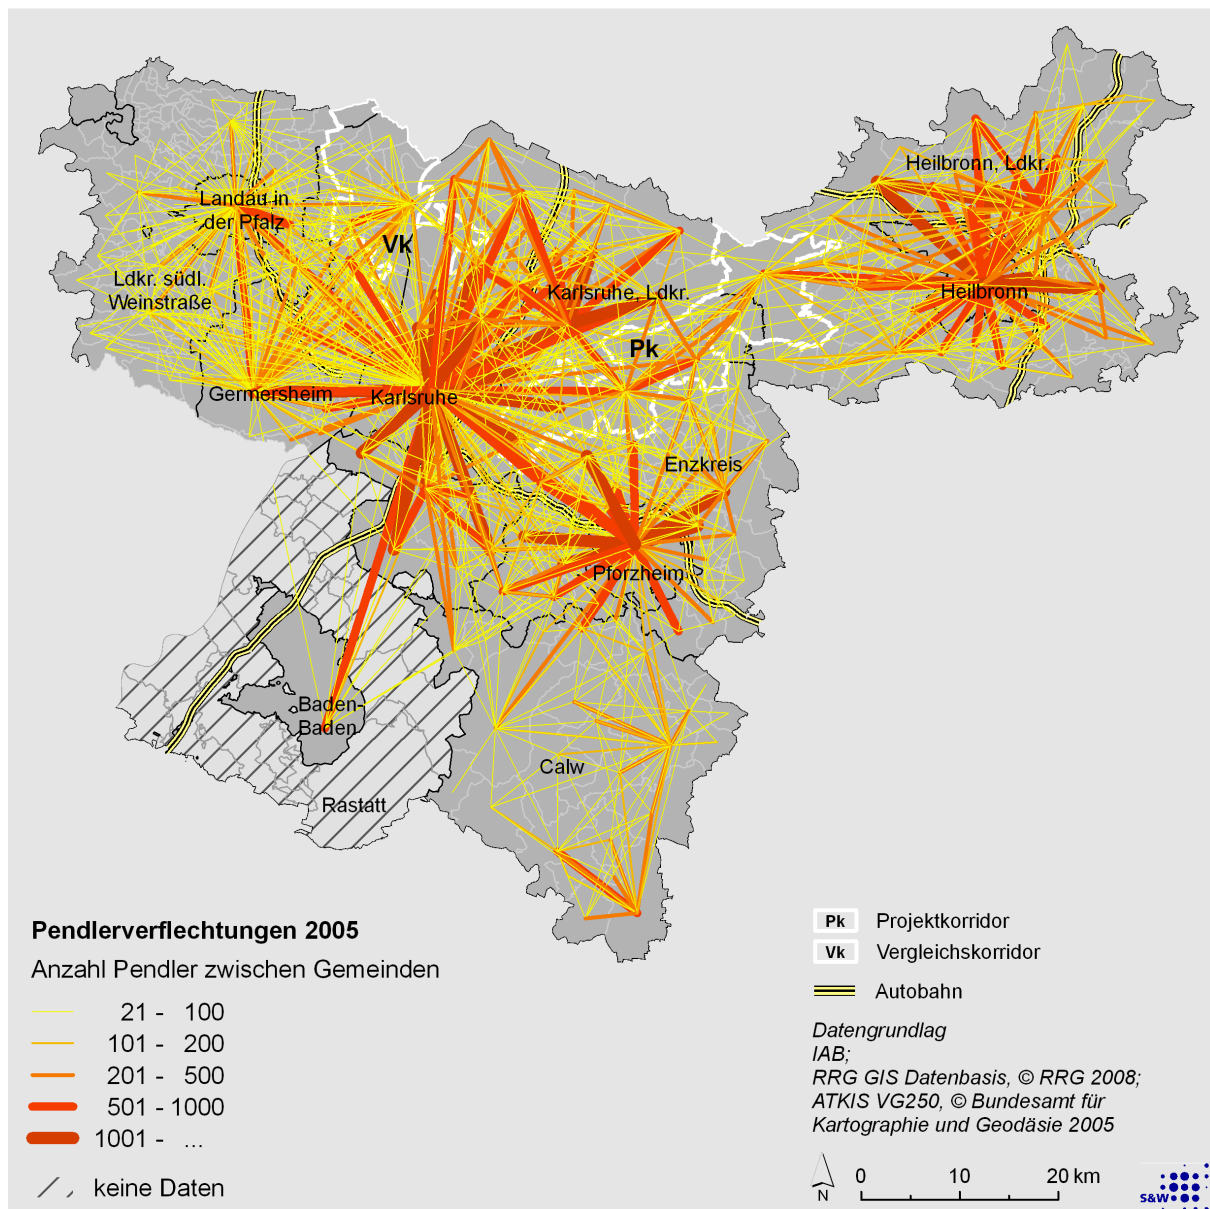 Heilbronn, Ldkr.
Landau in
der Pfalz
Vk
Ldkr. südl.
Weinstraße
Karlsruhe, Ldkr.
Heilbronn
Pk
Germersheim
Karlsruhe
Enzkreis
Pforzheim
Baden-
Baden
Calw
Rastatt
Pendlerverflechtungen 2005
Anzahl Pendler zwischen Gemeinden
21 - 100
101 - 200
201 - 500
501 - 1000
1001 - ...
keine Daten
Pk Projektkorridor
Vk Vergleichskorridor
Autobahn
Datengrundlag
IAB;
RRG GIS Datenbasis, © RRG 2008;
ATKIS VG250, © Bundesamt für
Kartographie und Geodäsie 2005
N
0 10 20 km
S&W